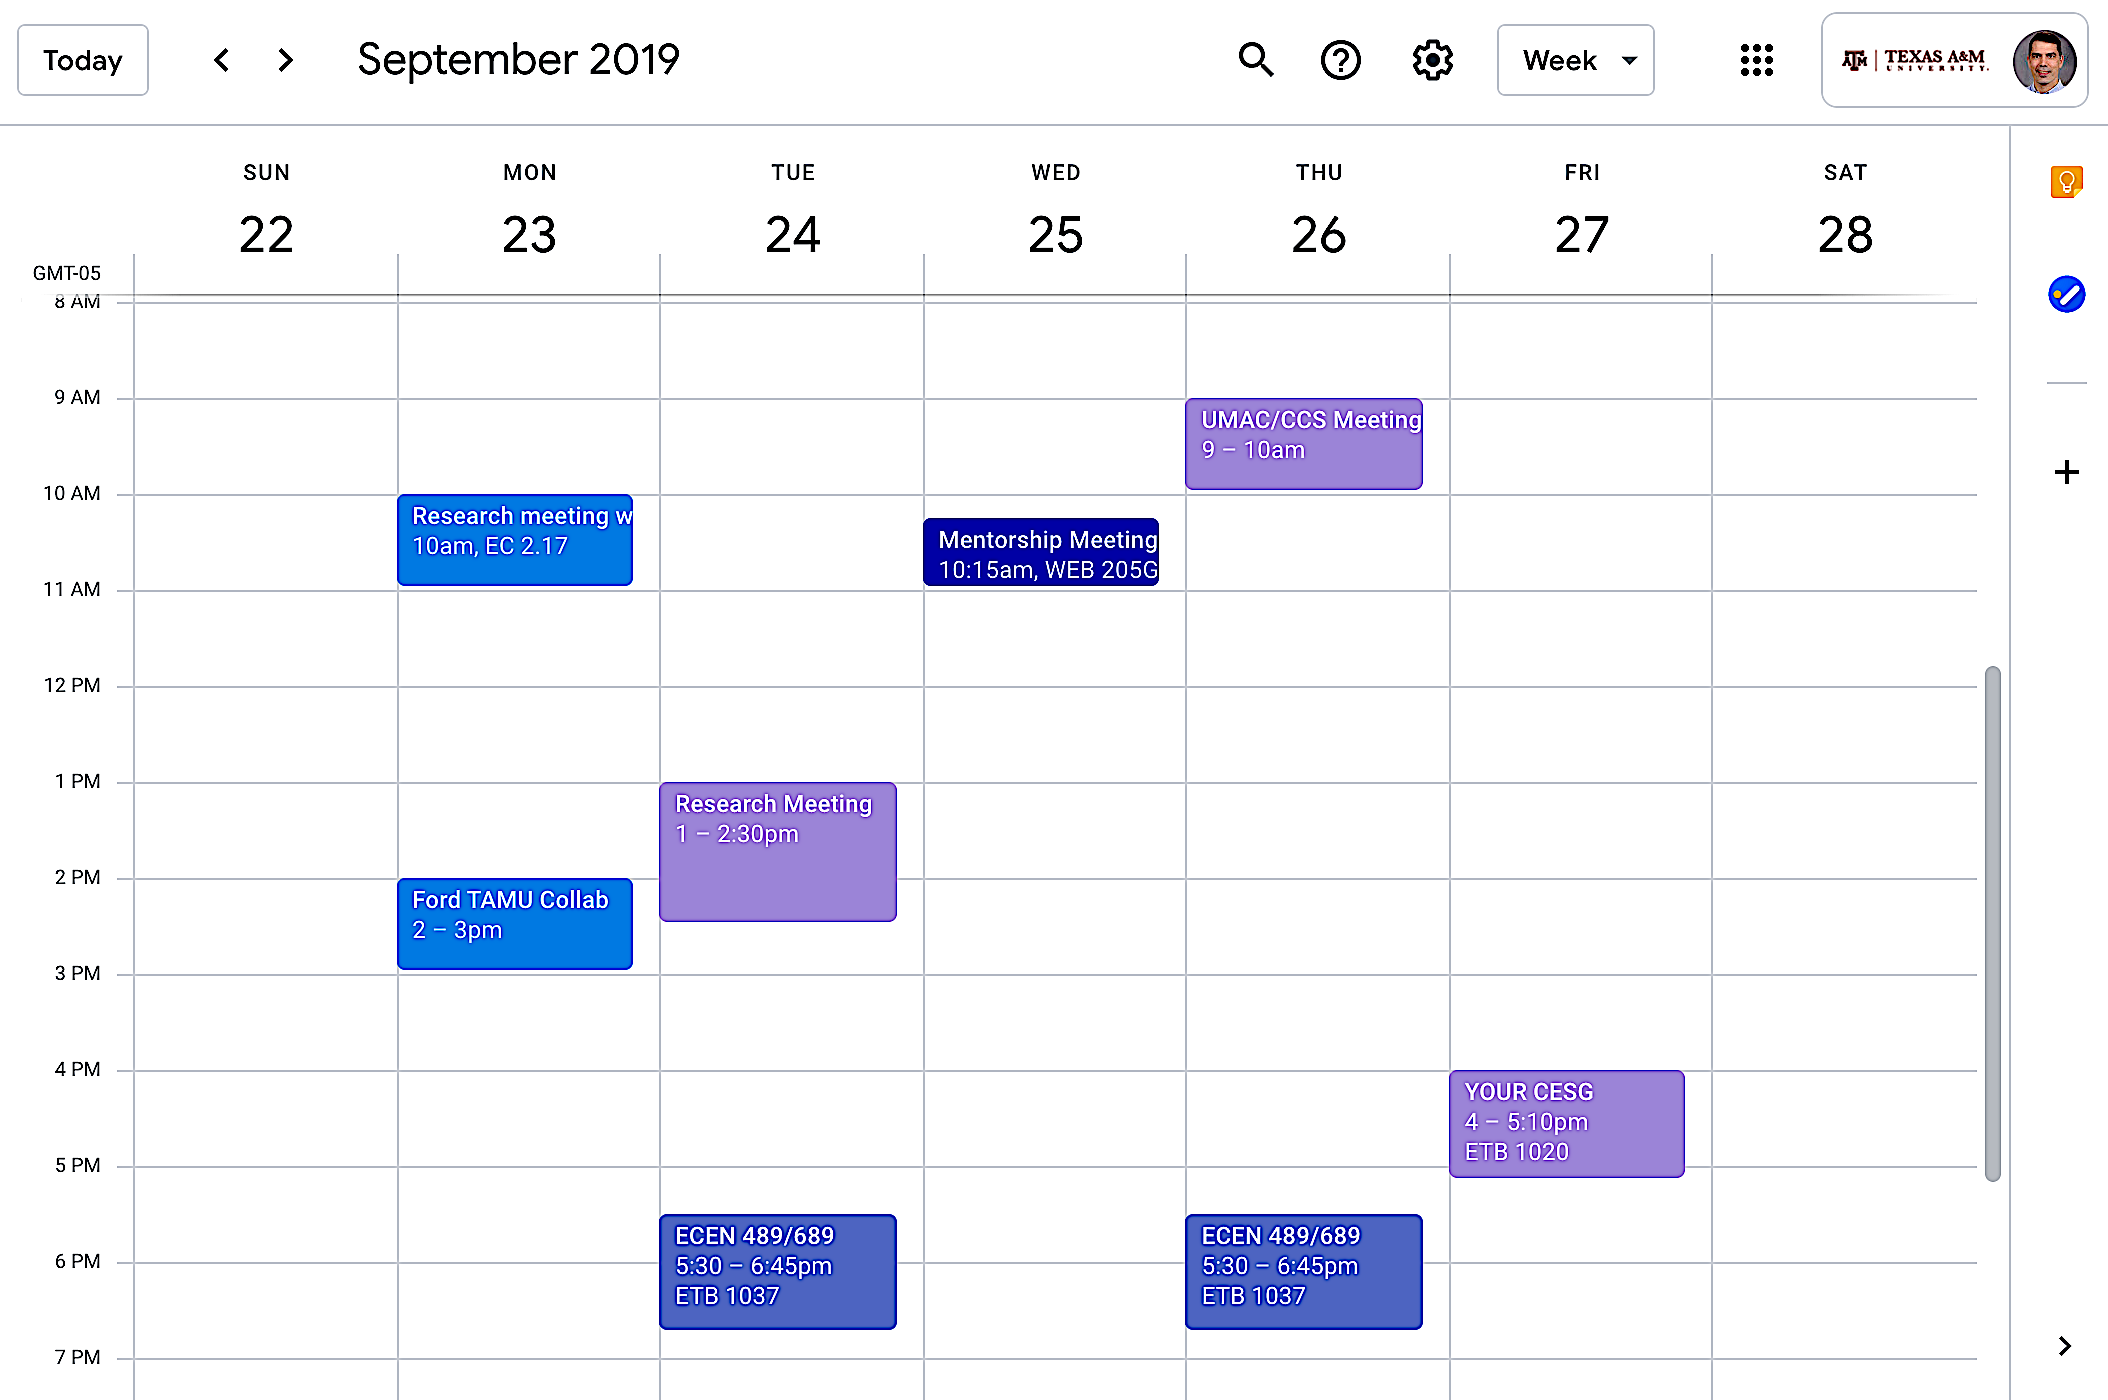 Today
September 2019
Week
ĀM | TEXAS A&M
UNIVERSITY.
SUN
MON
TUE
WED
THU
FRI
SAT
22
23
24
25
26
27
28
GMT-05
8 AM
9 AM
UMAC/CCS Meeting
9 – 10am
10 AM
Research meeting w
10am, EC 2.17
Mentorship Meeting
10:15am, WEB 205G
11 AM
12 PM
1 PM
Research Meeting
1 – 2:30pm
2 PM
Ford TAMU Collab
2 – 3pm
3 PM
4 PM
YOUR CESG
4 – 5:10pm
ETB 1020
5 PM
ECEN 489/689
5:30 – 6:45pm
ETB 1037
ECEN 489/689
5:30 – 6:45pm
ETB 1037
6 PM
7 PM